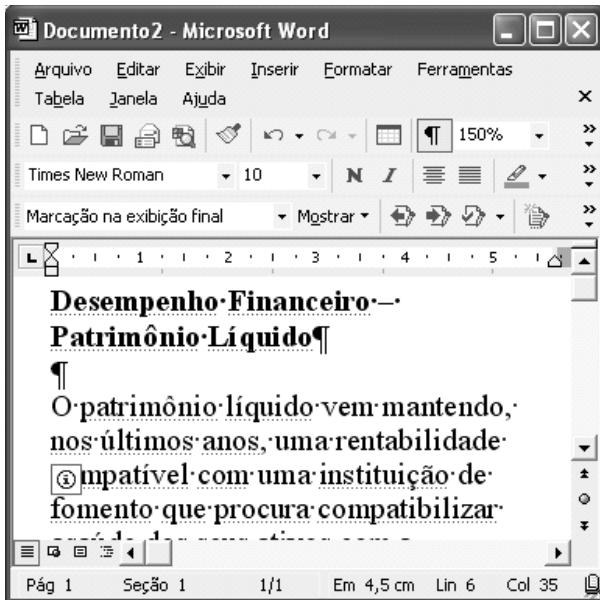 Documento2 - Microsoft Word
Arquivo Editar Exibir Inserir Formatar Ferramentas
Tabela Janela Ajuda
150%
Times New Roman 10 N I
Marcação na exibição final Mostrar
1 2 3 4 5
Desempenho·Financeiro·–·
Patrimônio·Líquido¶
¶
O·patrimônio·líquido·vem·mantendo,·
nos·últimos·anos,·uma·rentabilidade·
mpatível·com·uma·instituição·de·
fomento·que·procura·compatibilizar·
Pág 1 Seção 1 1/1 Em 4,5 cm Lin 6 Col 35